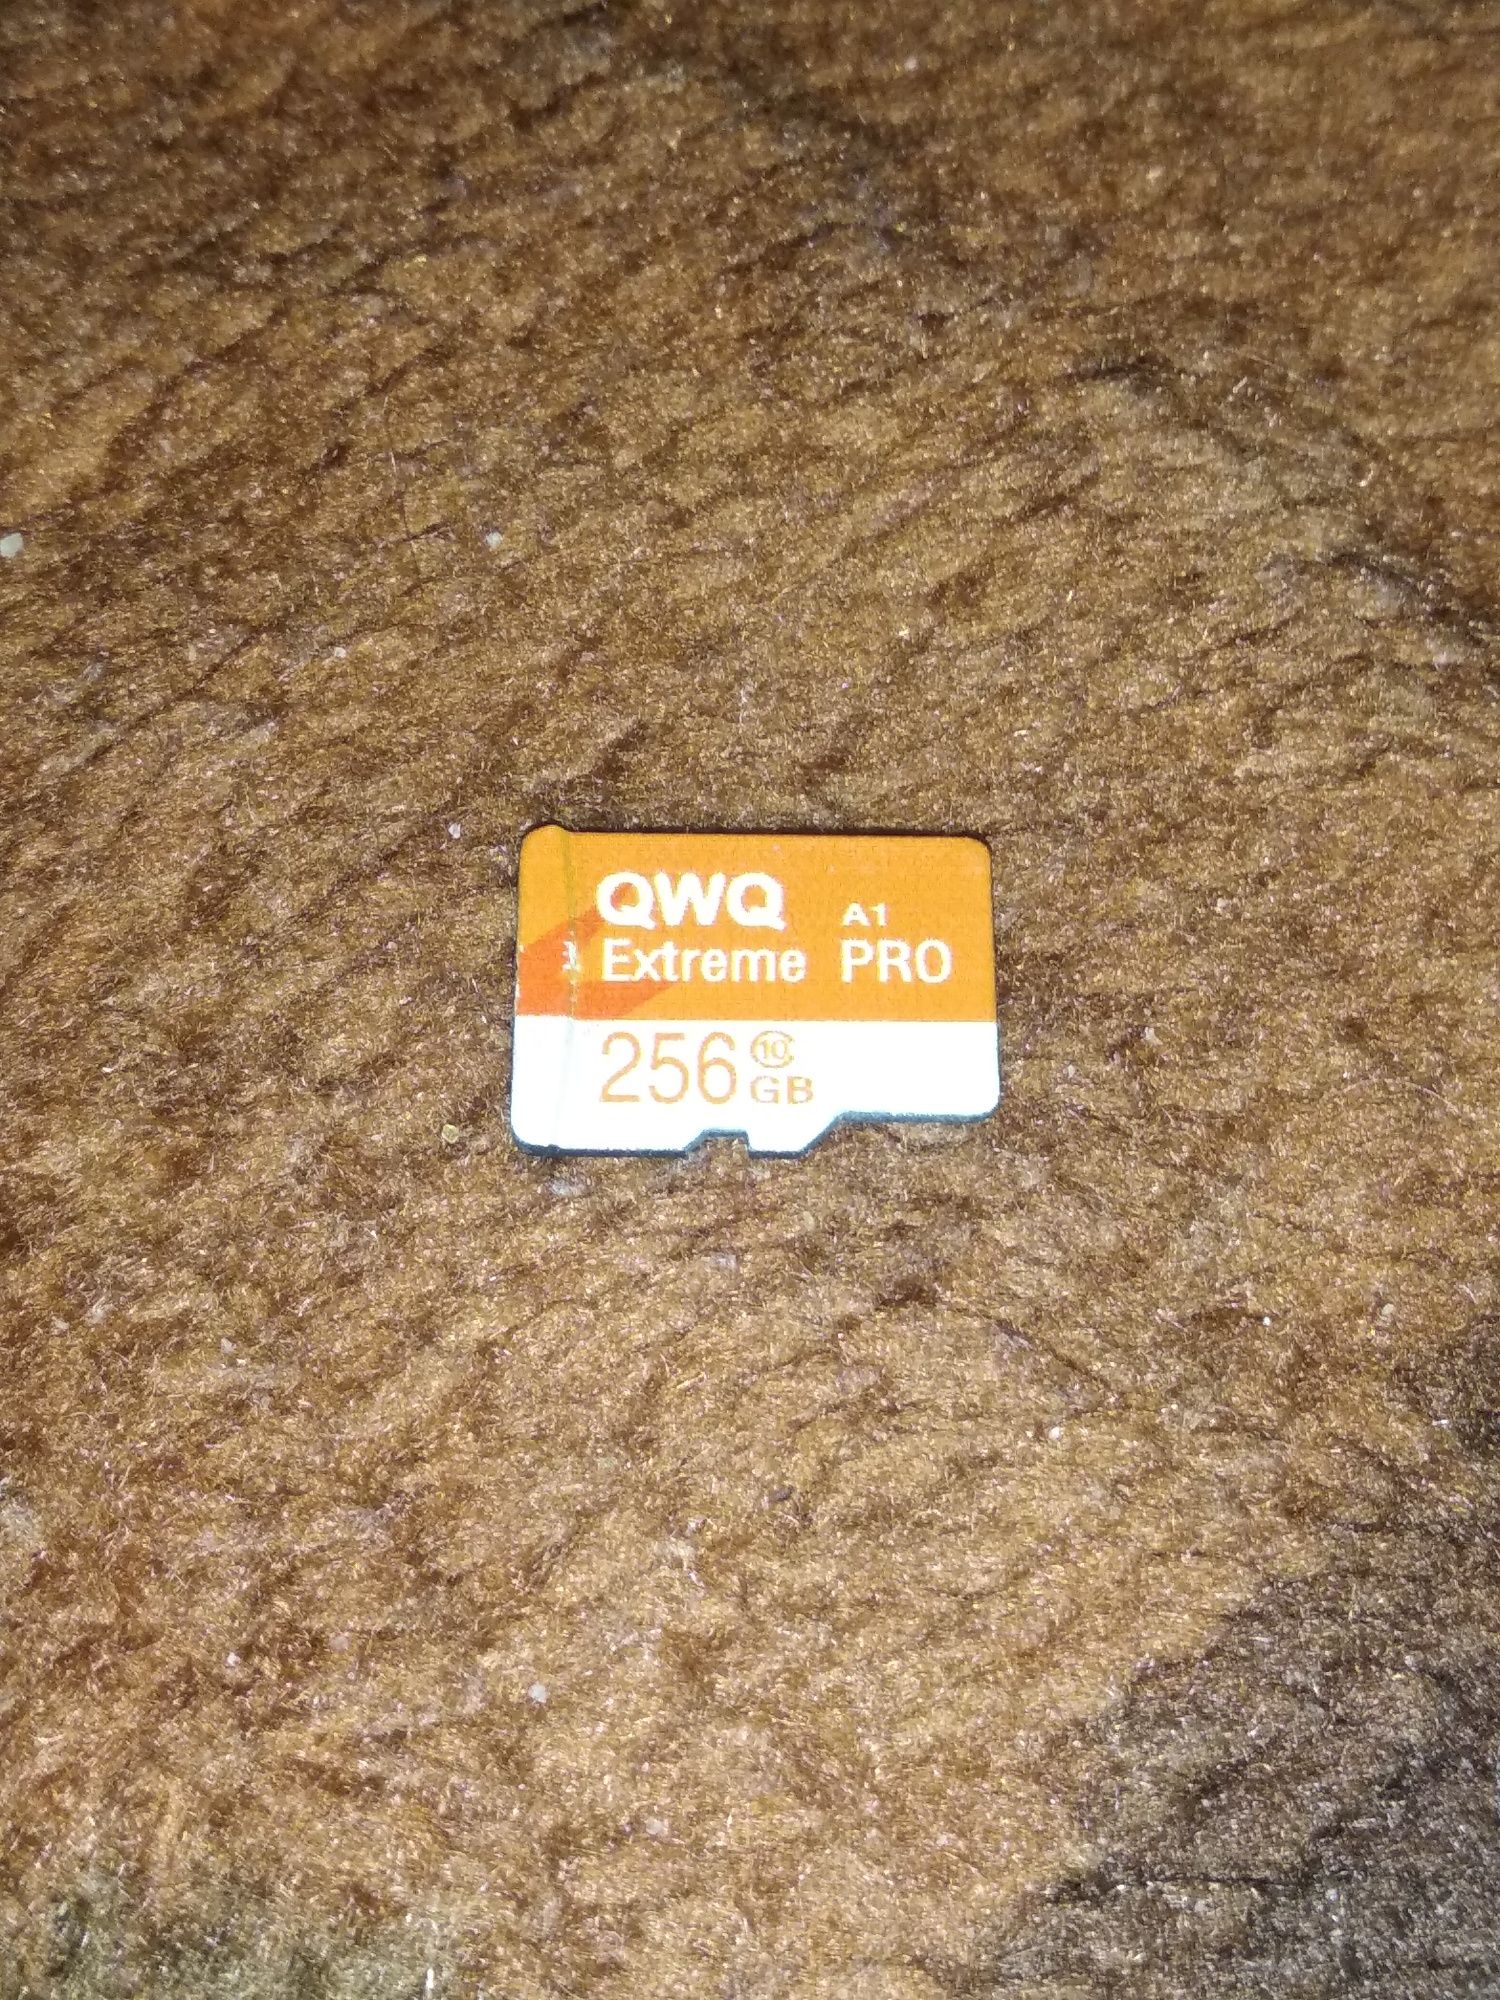 QWQ A1
Extreme PRO
256 10
GB